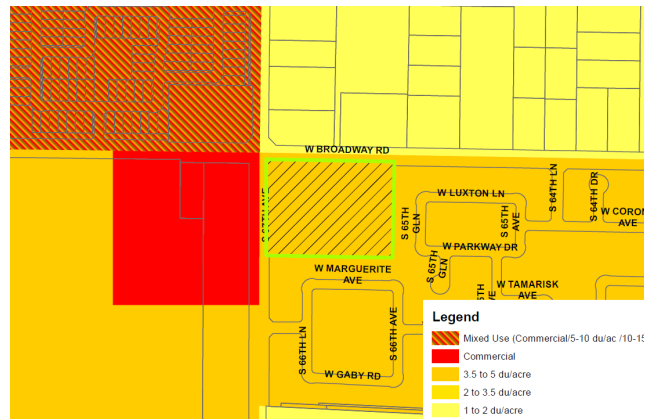 W BROADWAY RD
S 67TH AVE
W LUXTON LN
S 65TH
GLN
S 65TH
AVE
S 64TH LN
S 64TH DR
W CORON
AVE
W PARKWAY DR
S 65TH
GLN
W MARGUERITE
AVE
W TAMARISK
AVE
S 66TH LN
S 66TH AVE
W GABY RD
Legend
Mixed Use (Commercial/5-10 du/ac /10-15
Commercial
3.5 to 5 du/acre
2 to 3.5 du/acre
1 to 2 du/acre